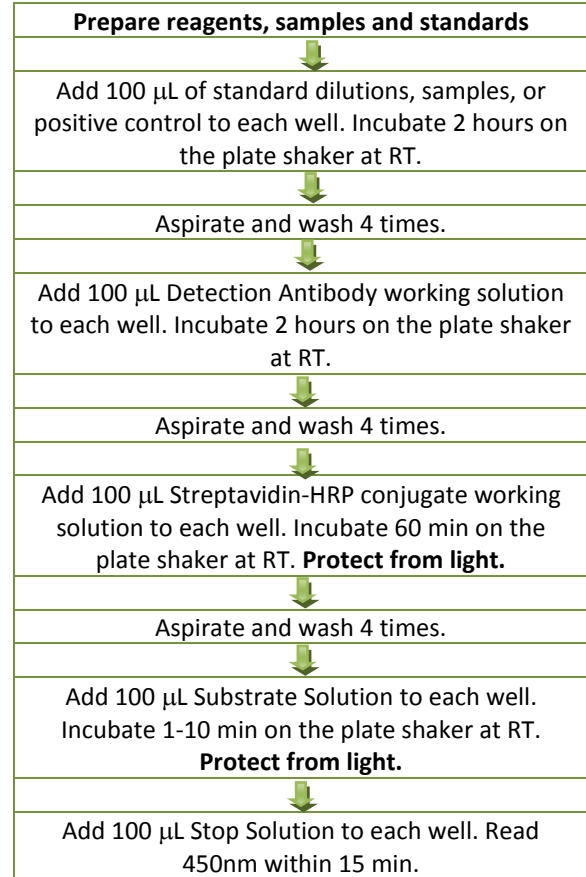 Prepare reagents, samples and standards
Add 100 μL of standard dilutions, samples, or
positive control to each well. Incubate 2 hours on
the plate shaker at RT.
Aspirate and wash 4 times.
Add 100 μL Detection Antibody working solution
to each well. Incubate 2 hours on the plate shaker
at RT.
Aspirate and wash 4 times.
Add 100 μL Streptavidin-HRP conjugate working
solution to each well. Incubate 60 min on the
plate shaker at RT. Protect from light.
Aspirate and wash 4 times.
Add 100 μL Substrate Solution to each well.
Incubate 1-10 min on the plate shaker at RT.
Protect from light.
Add 100 μL Stop Solution to each well. Read
450nm within 15 min.